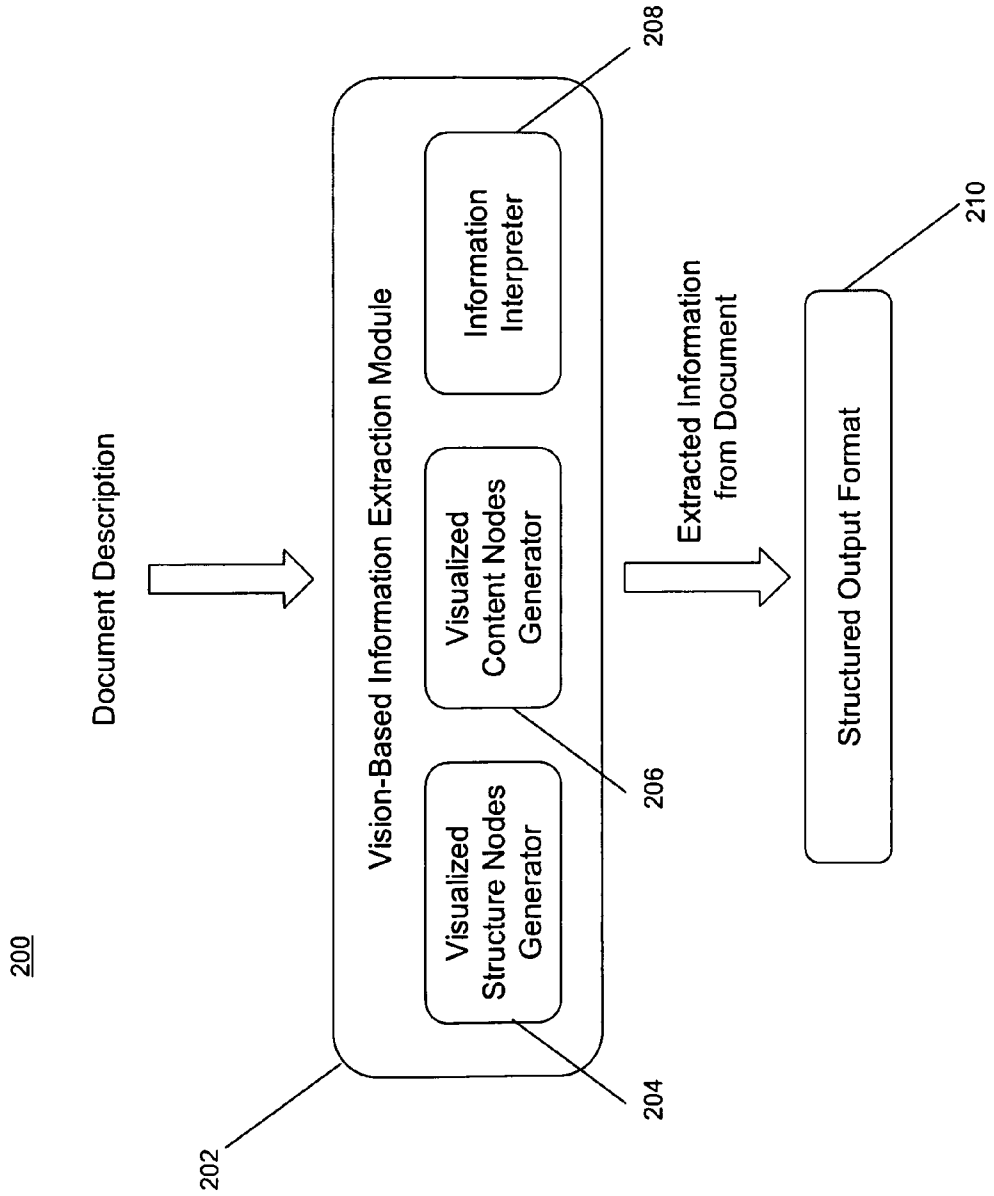 200
Document Description
202
Vision-Based Information Extraction Module
Visualized
Structure Nodes
Generator
Visualized
Content Nodes
Generator
Information
Interpreter
204
206
208
Extracted Information
from Document
Structured Output Format
210